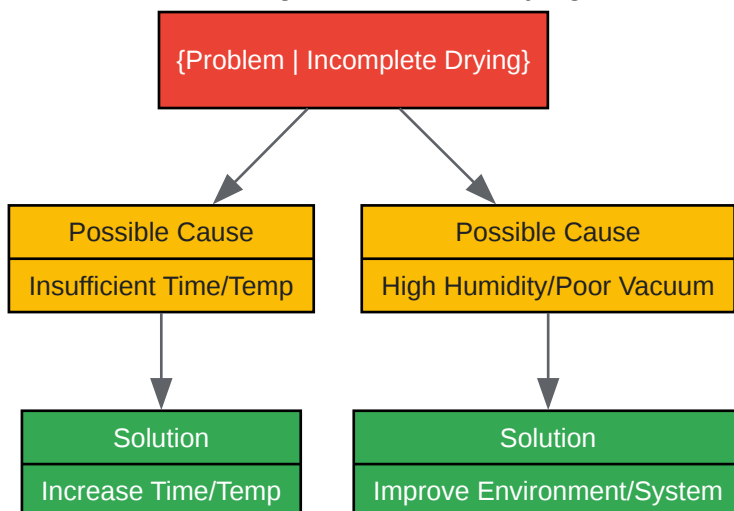 {Problem | Incomplete Drying}
Possible Cause
Insufficient Time/Temp
Possible Cause
High Humidity/Poor Vacuum
Solution
Increase Time/Temp
Solution
Improve Environment/System